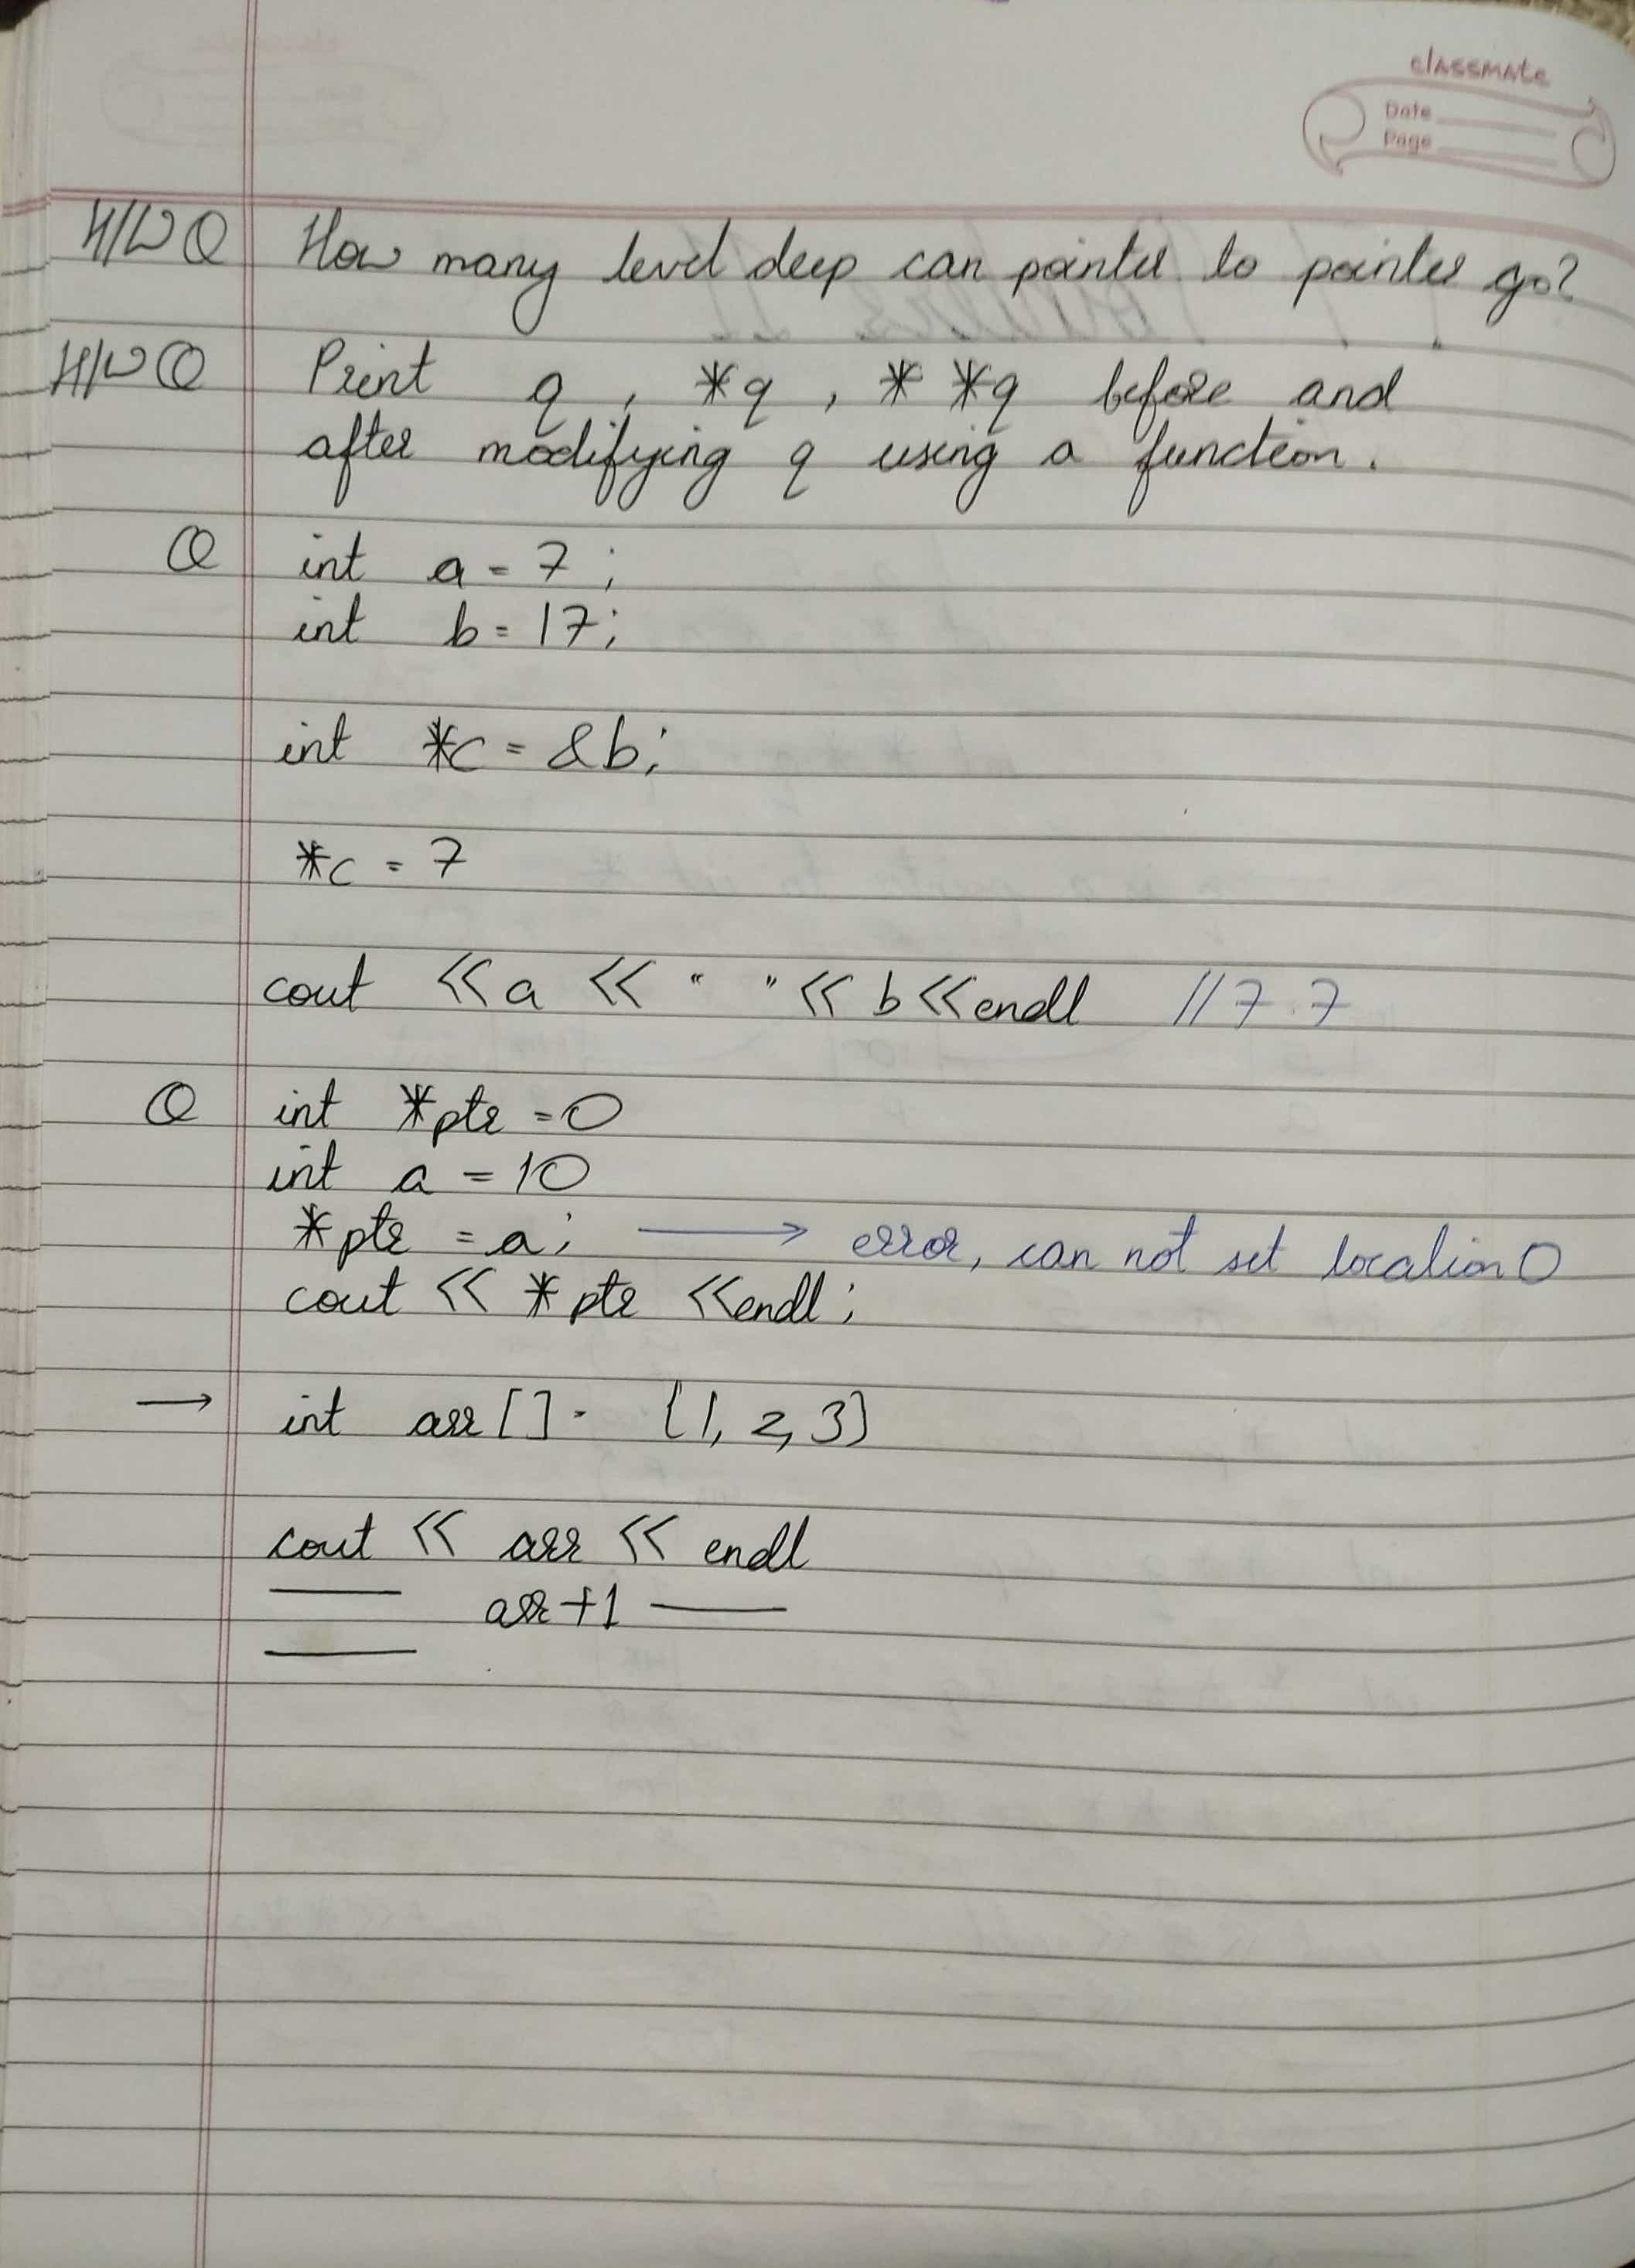 classmate
Date
Page
H/W Q How many level deep can pointer to pointer go?
H/W Q Print q , *q , * *q before and
after modifying q using a function.
Q int a = 7 ;
int b = 17;
int *c = &b;
*c = 7
cout << a << " " << b << endl // 7 7
Q int *ptr = 0
int a = 10
*ptr = a; → error, can not set location 0
cout << *ptr << endl ;
→ int arr [ ] = {1, 2, 3}
cout << arr << endl
—— arr+1 ——
——